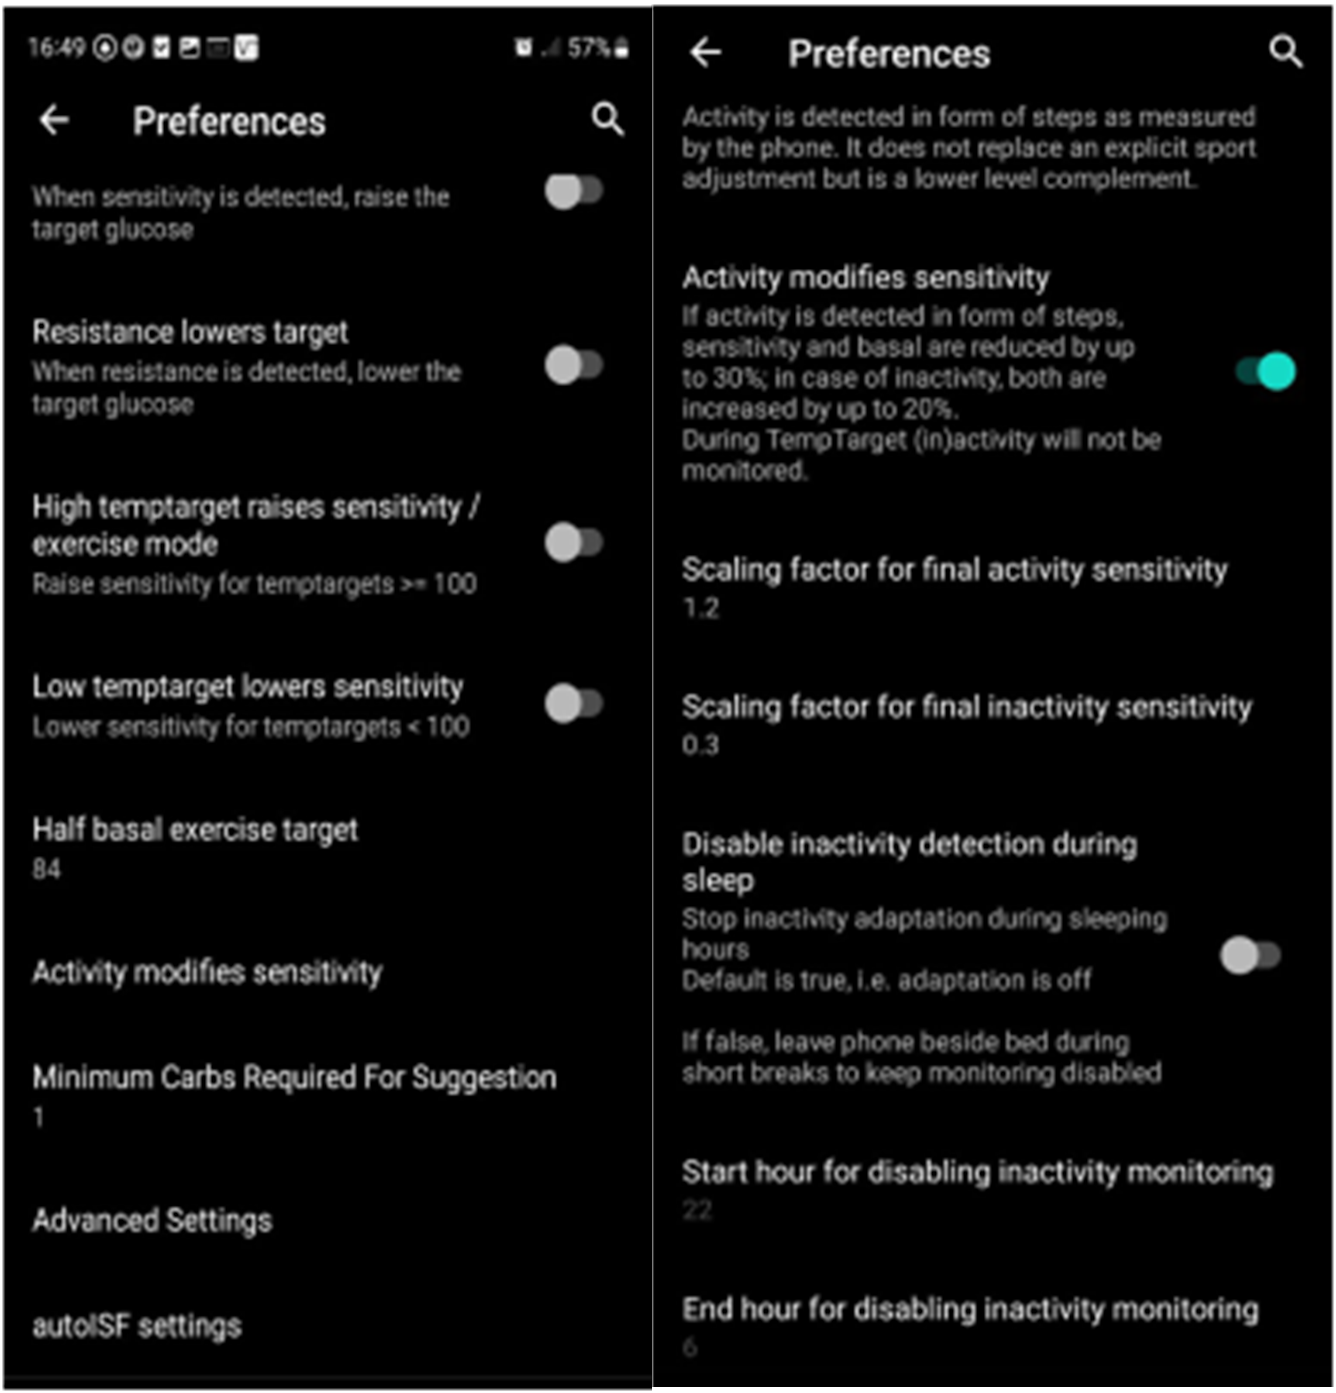 16:49
57%
Preferences
When sensitivity is detected, raise the
target glucose
Resistance lowers target
When resistance is detected, lower the
target glucose
High temptarget raises sensitivity /
exercise mode
Raise sensitivity for temptargets >= 100
Low temptarget lowers sensitivity
Lower sensitivity for temptargets < 100
Half basal exercise target
84
Activity modifies sensitivity
Minimum Carbs Required For Suggestion
1
Advanced Settings
autoISF settings
Preferences
Activity is detected in form of steps as measured
by the phone. It does not replace an explicit sport
adjustment but is a lower level complement.
Activity modifies sensitivity
If activity is detected in form of steps,
sensitivity and basal are reduced by up
to 30%; in case of inactivity, both are
increased by up to 20%.
During TempTarget (in)activity will not be
monitored.
Scaling factor for final activity sensitivity
1.2
Scaling factor for final inactivity sensitivity
0.3
Disable inactivity detection during
sleep
Stop inactivity adaptation during sleeping
hours
Default is true, i.e. adaptation is off
If false, leave phone beside bed during
short breaks to keep monitoring disabled
Start hour for disabling inactivity monitoring
22
End hour for disabling inactivity monitoring
6